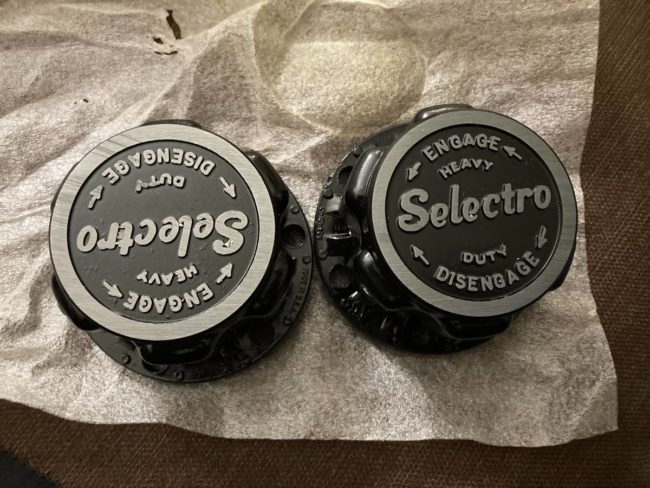 DISENGAGE
DUTY
Selectro
HEAVY
ENGAGE
ENGAGE
HEAVY
Selectro
DUTY
DISENGAGE